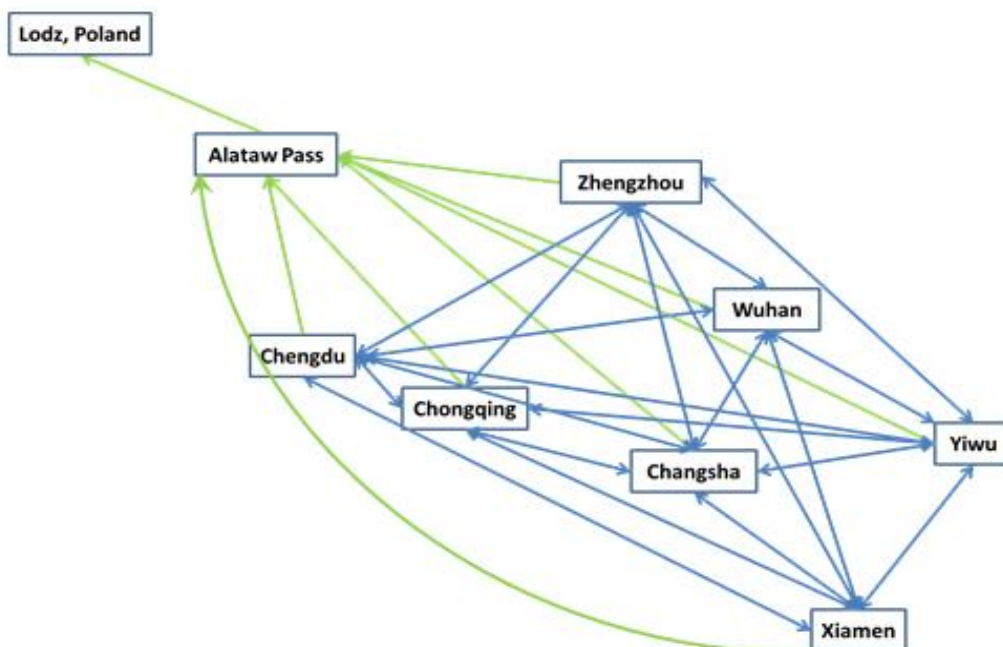 Lodz, Poland
Alataw Pass
Zhengzhou
Wuhan
Chengdu
Chongqing
Yiwu
Changsha
Xiamen